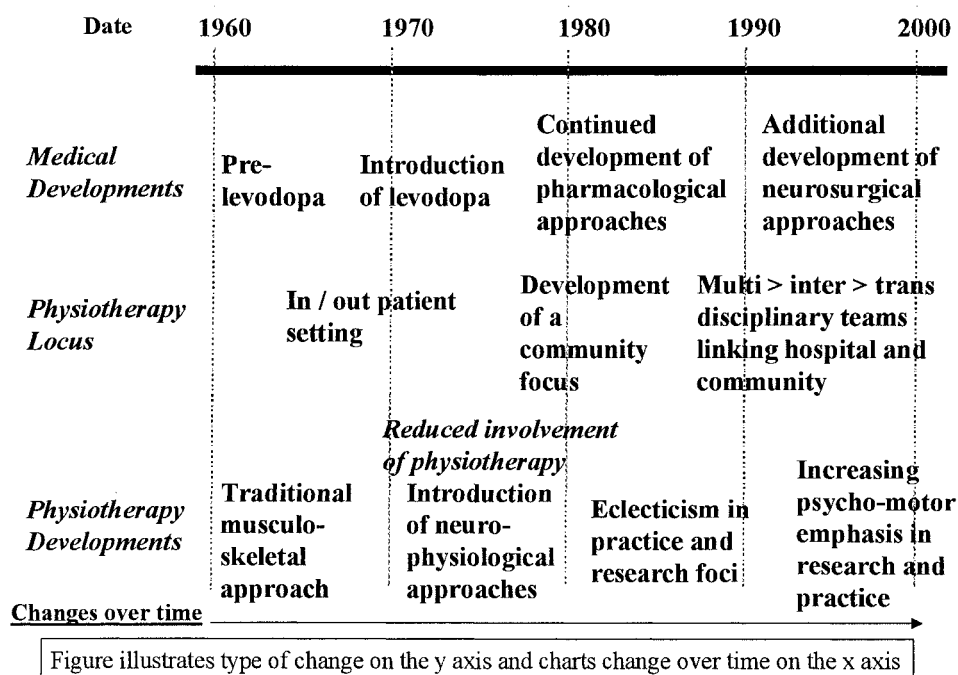 Date 1960 1970 1980 1990 2000
Medical
Developments
Pre-
levodopa
Introduction
of levodopa
Continued
development of
pharmacological
approaches
Additional
development of
neurosurgical
approaches
Physiotherapy
Locus
In / out patient
setting
Development
of a
community
focus
Multi > inter > trans
disciplinary teams
linking hospital and
community
Reduced involvement
of physiotherapy
Physiotherapy
Developments
Traditional
musculo-
skeletal
approach
Introduction
of neuro-
physiological
approaches
Eclecticism in
practice and
research foci
Increasing
psycho-motor
emphasis in
research and
practice
Changes over time
Figure illustrates type of change on the y axis and charts change over time on the x axis